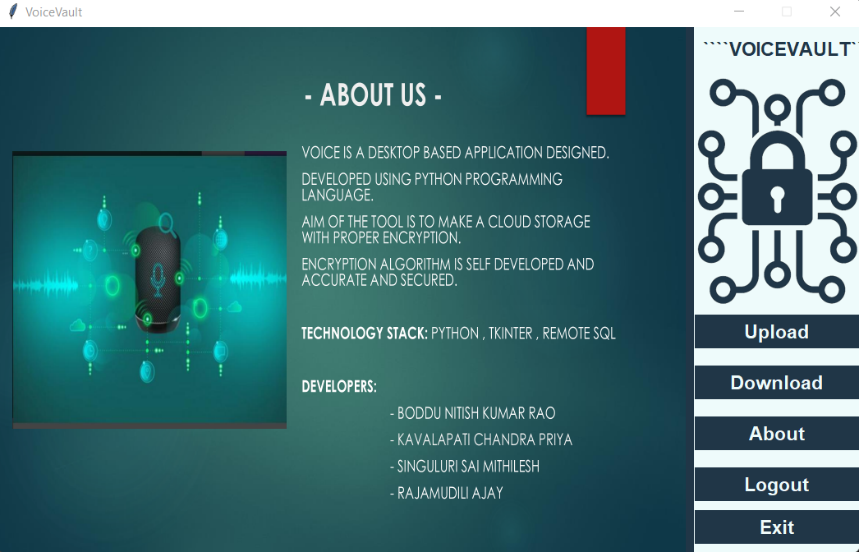 VoiceVault
- ABOUT US -
VOICE IS A DESKTOP BASED APPLICATION DESIGNED.
DEVELOPED USING PYTHON PROGRAMMING
LANGUAGE.
AIM OF THE TOOL IS TO MAKE A CLOUD STORAGE
WITH PROPER ENCRYPTION.
ENCRYPTION ALGORITHM IS SELF DEVELOPED AND
ACCURATE AND SECURED.
TECHNOLOGY STACK: PYTHON , TKINTER , REMOTE SQL
DEVELOPERS:
- BODDU NITISH KUMAR RAO
- KAVALAPATI CHANDRA PRIYA
- SINGULURI SAI MITHILESH
- RAJAMUDILI AJAY
````VOICEVAULT``
Upload
Download
About
Logout
Exit